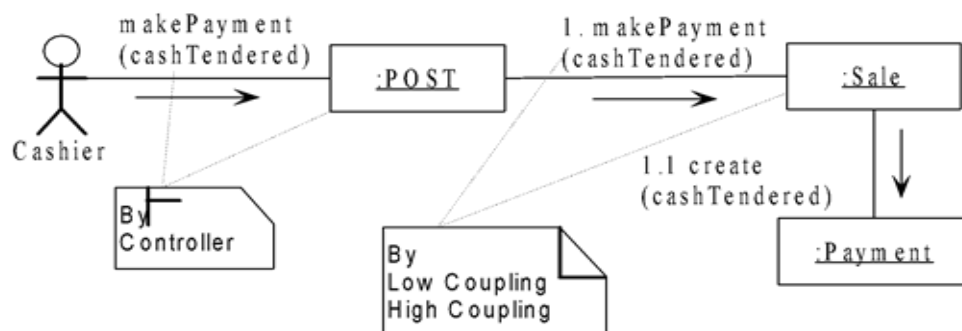 makePayment
(cashTendered)
:POST
1. makePayment
(cashTendered)
:Sale
Cashier
1.1 create
(cashTendered)
By
Controller
By
Low Coupling
High Coupling
:Payment